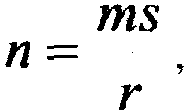 n = ms/r ,